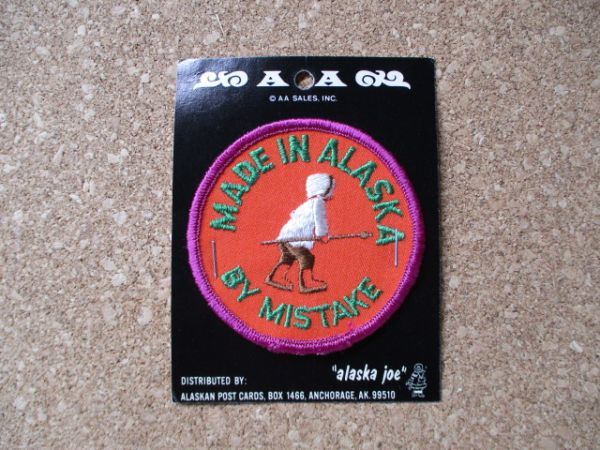 A A
© AA SALES, INC.
MADE IN ALASKA
BY MISTAKE
"alaska joe"
DISTRIBUTED BY:
ALASKAN POST CARDS, BOX 1466, ANCHORAGE, AK. 99510